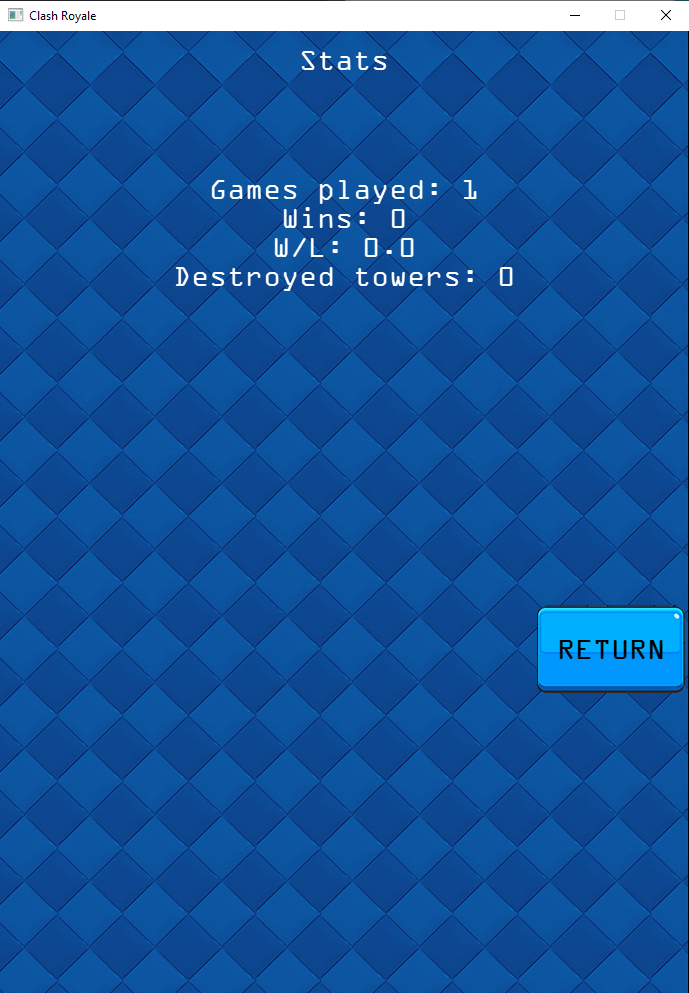 Clash Royale
Stats
Games played: 1
Wins: 0
W/L: 0.0
Destroyed towers: 0
RETURN